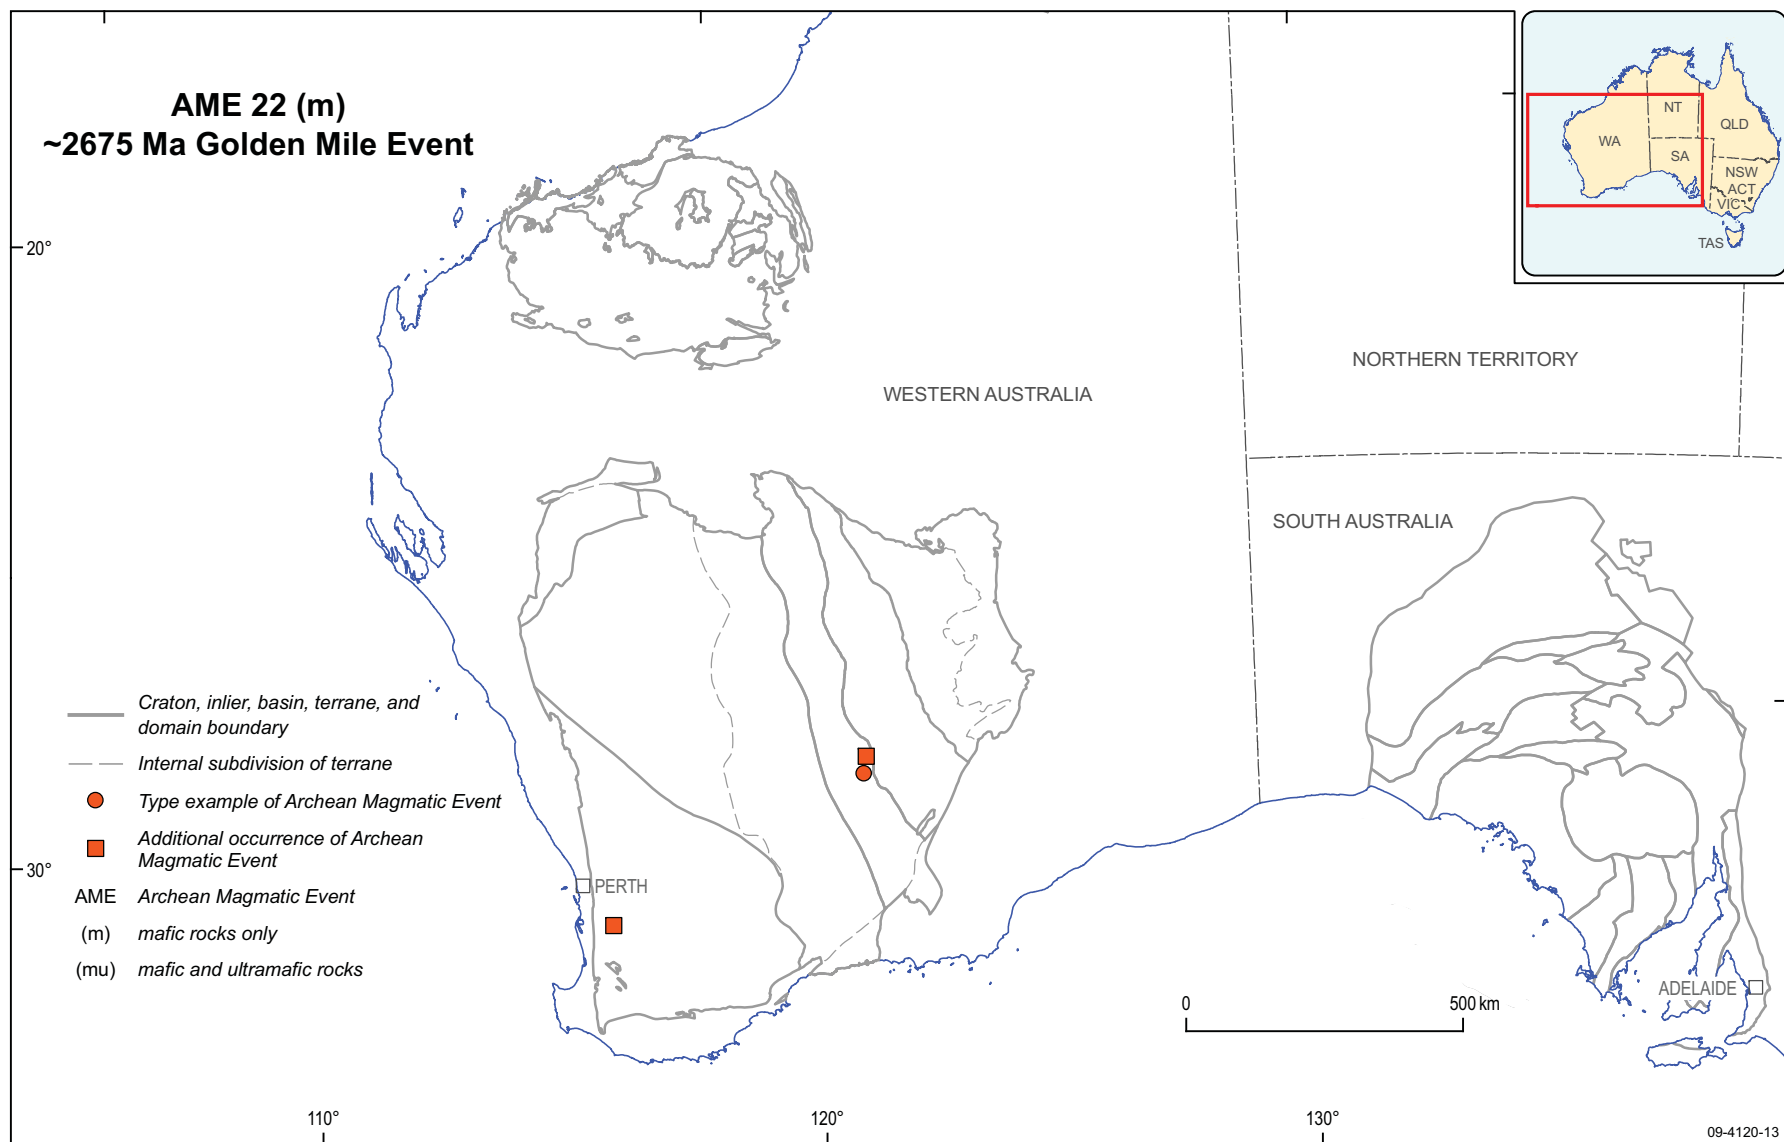 AME 22 (m)
~2675 Ma Golden Mile Event
NT
QLD
WA
SA
NSW
ACT
VIC
TAS
20°
NORTHERN TERRITORY
WESTERN AUSTRALIA
SOUTH AUSTRALIA
Craton, inlier, basin, terrane, and
domain boundary
Internal subdivision of terrane
Type example of Archean Magmatic Event
Additional occurrence of Archean
Magmatic Event
30°
PERTH
AME Archean Magmatic Event
(m) mafic rocks only
(mu) mafic and ultramafic rocks
ADELAIDE
0 500 km
110° 120° 130°
09-4120-13